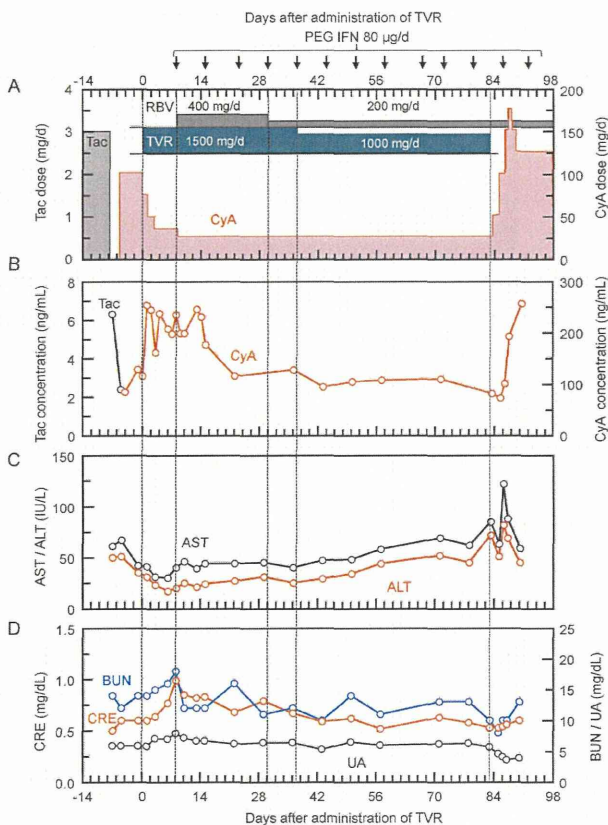 Days after administration of TVR
PEG IFN 80 µg/d
-14 0 14 28 42 56 70 84 98
A
Tac dose (mg/d)
4
3
2
1
0
Tac
RBV 400 mg/d 200 mg/d
TVR 1500 mg/d 1000 mg/d
CyA
200
150
100
50
0
CyA dose (mg/d)
B
Tac concentration (ng/mL)
8
6
4
2
0
Tac
CyA
300
200
100
0
CyA concentration (ng/mL)
C
AST / ALT (IU/L)
150
100
50
0
AST
ALT
D
CRE (mg/dL)
1.5
1.0
0.5
0.0
BUN
CRE
UA
25
20
15
10
5
0
BUN / UA (mg/dL)
-14 0 14 28 42 56 70 84 98
Days after administration of TVR